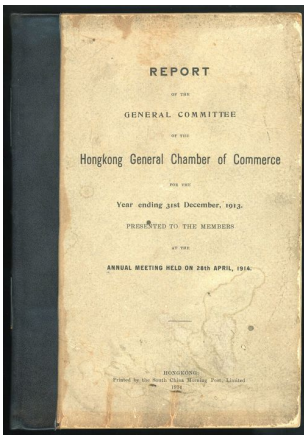 REPORT
OF THE
GENERAL COMMITTEE
OF THE
Hongkong General Chamber of Commerce
FOR THE
Year ending 31st December, 1913,
PRESENTED TO THE MEMBERS
AT THE
ANNUAL MEETING HELD ON 28th APRIL, 1914.
HONGKONG:
Printed by the South China Morning Post, Limited
1914